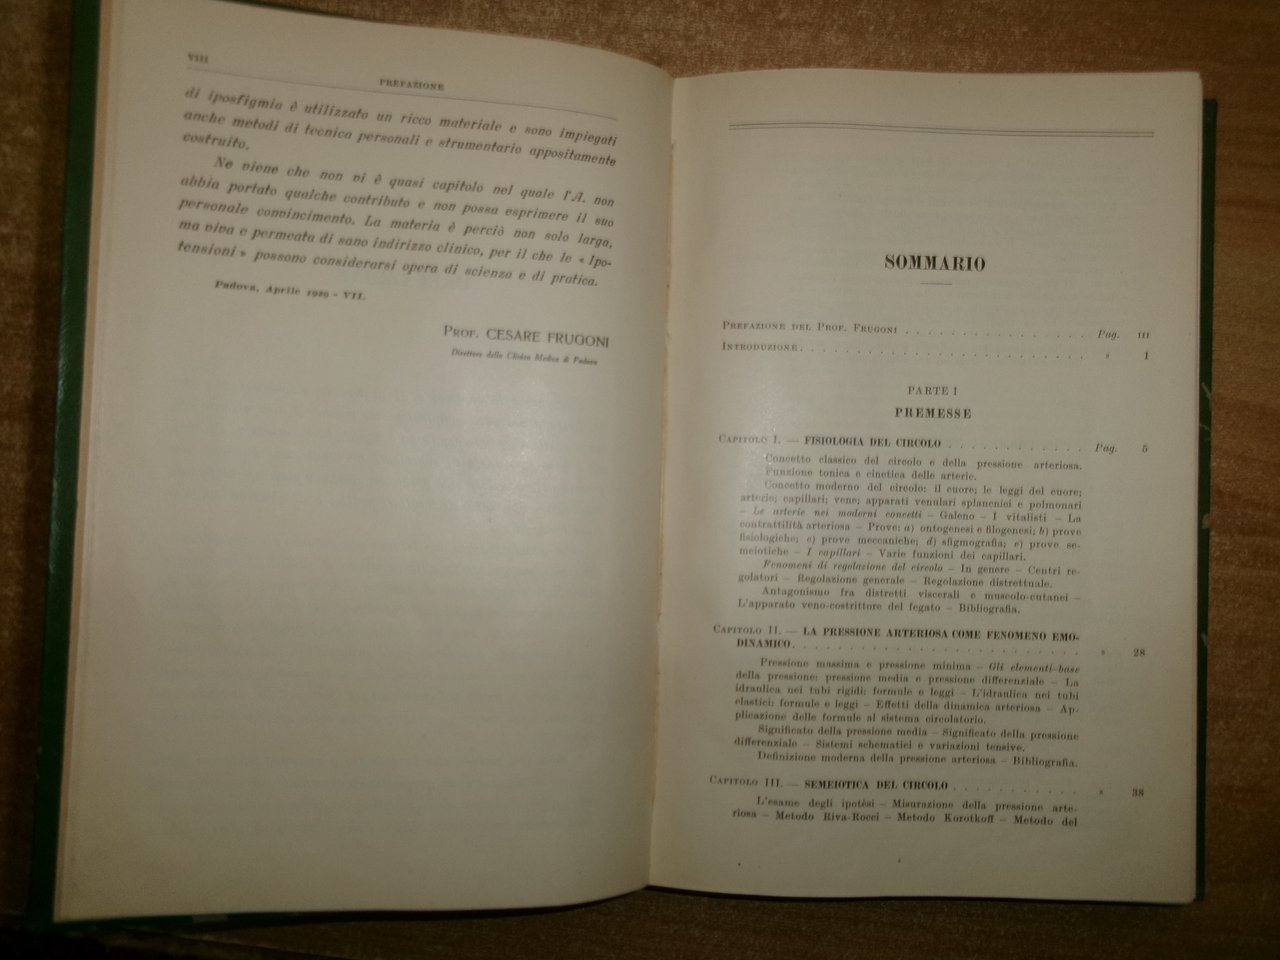 VIII
PREFAZIONE
di iposfigmia è utilizzato un ricco materiale e sono impiegati
anche metodi di tecnica personali e strumentario appositamente
costruito.
Ne viene che non vi è quasi capitolo nel quale l'A. non
abbia portato qualche contributo e non possa esprimere il suo
personale convincimento. La materia è perciò non solo larga,
ma viva e permeata di sano indirizzo clinico, per il che le « Ipo-
tensioni » possono considerarsi opera di scienza e di pratica.
Padova, Aprile 1929 - VII.
Prof. CESARE FRUGONI
Direttore della Clinica Medica di Padova
SOMMARIO
Prefazione del Prof. Frugoni . . . . . . . . . . . . . Pag. III
Introduzione . . . . . . . . . . . . . . . . . . . . . » 1
PARTE I
PREMESSE
Capitolo I. — FISIOLOGIA DEL CIRCOLO . . . . . . . . . . . Pag. 5
Concetto classico del circolo e della pressione arteriosa.
Funzione tonica e cinetica delle arterie.
Concetto moderno del circolo: il cuore; le leggi del cuore;
arterie; capillari; vene; apparati venulari splancnici e polmonari
– Le arterie nei moderni concetti – Galeno – I vitalisti – La
contrattilità arteriosa – Prove: a) ontogenesi e filogenesi; b) prove
fisiologiche; c) prove meccaniche; d) sfigmografia; e) prove se-
meiotiche – I capillari – Varie funzioni dei capillari.
Fenomeni di regolazione del circolo – In genere – Centri re-
golatori – Regolazione generale – Regolazione distrettuale.
Antagonismo fra distretti viscerali e muscolo-cutanei –
L'apparato veno-costrittore del fegato – Bibliografia.
Capitolo II. — LA PRESSIONE ARTERIOSA COME FENOMENO EMO-
DINAMICO . . . . . . . . . . . . . . . . . . . . . » 28
Pressione massima e pressione minima – Gli elementi-base
della pressione: pressione media e pressione differenziale – La
idraulica nei tubi rigidi: formule e leggi – L'idraulica nei tubi
elastici: formule e leggi – Effetti della dinamica arteriosa – Ap-
plicazione delle formule al sistema circolatorio.
Significato della pressione media – Significato della pressione
differenziale – Sistemi schematici e variazioni tensive.
Definizione moderna della pressione arteriosa – Bibliografia.
Capitolo III. — SEMEIOTICA DEL CIRCOLO . . . . . . . . . . » 38
L'esame degli ipotèsi – Misurazione della pressione arte-
riosa – Metodo Riva-Rocci – Metodo Korotkoff – Metodo del